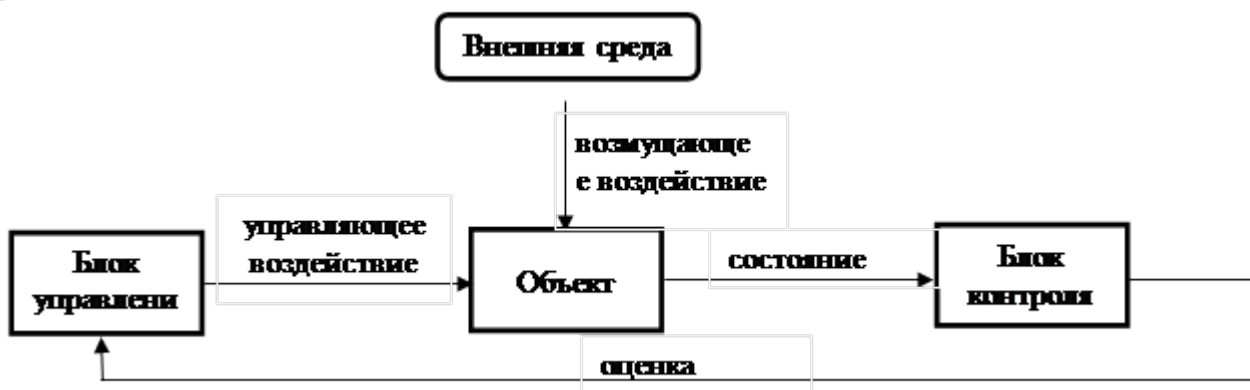 Внешняя среда
возмущающе
е воздействие
управляющее
воздействие
Блок
управлени
Объект
состояние
Блок
контроля
оценка